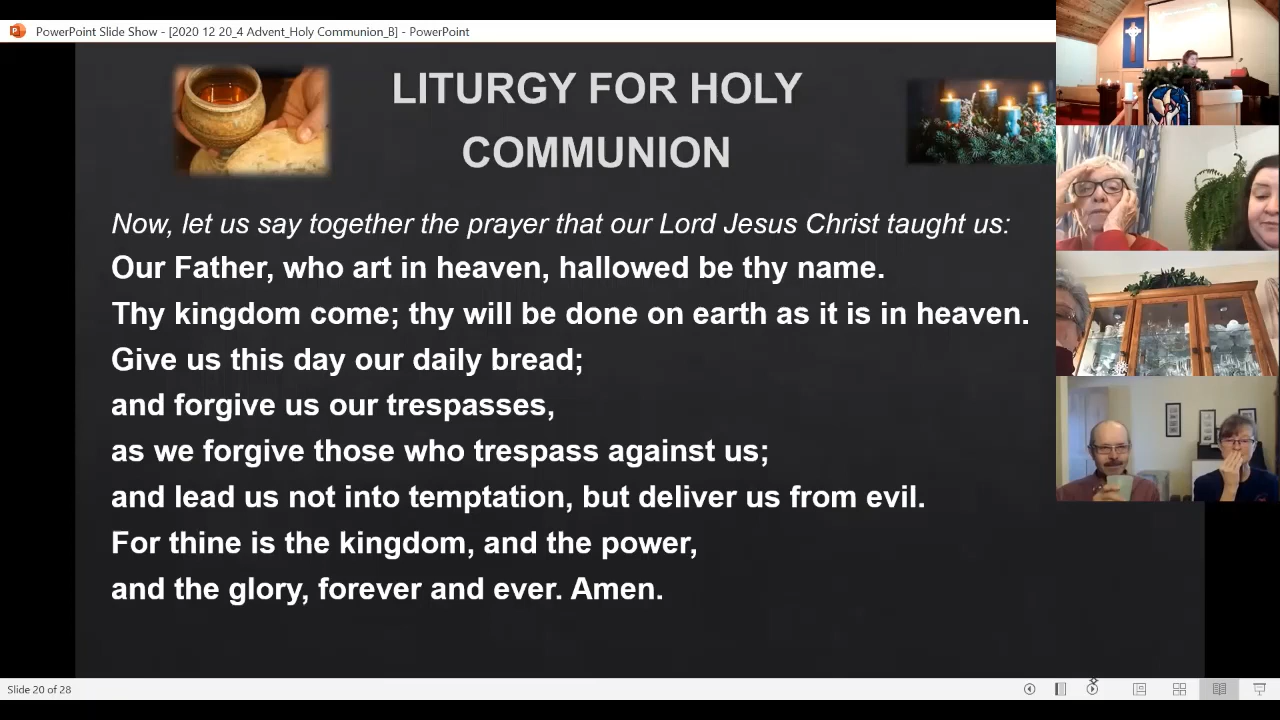 PowerPoint Slide Show - [2020 12 20_4 Advent_Holy Communion_B] - PowerPoint
LITURGY FOR HOLY
COMMUNION
Now, let us say together the prayer that our Lord Jesus Christ taught us:
Our Father, who art in heaven, hallowed be thy name.
Thy kingdom come; thy will be done on earth as it is in heaven.
Give us this day our daily bread;
and forgive us our trespasses,
as we forgive those who trespass against us;
and lead us not into temptation, but deliver us from evil.
For thine is the kingdom, and the power,
and the glory, forever and ever. Amen.
Slide 20 of 28